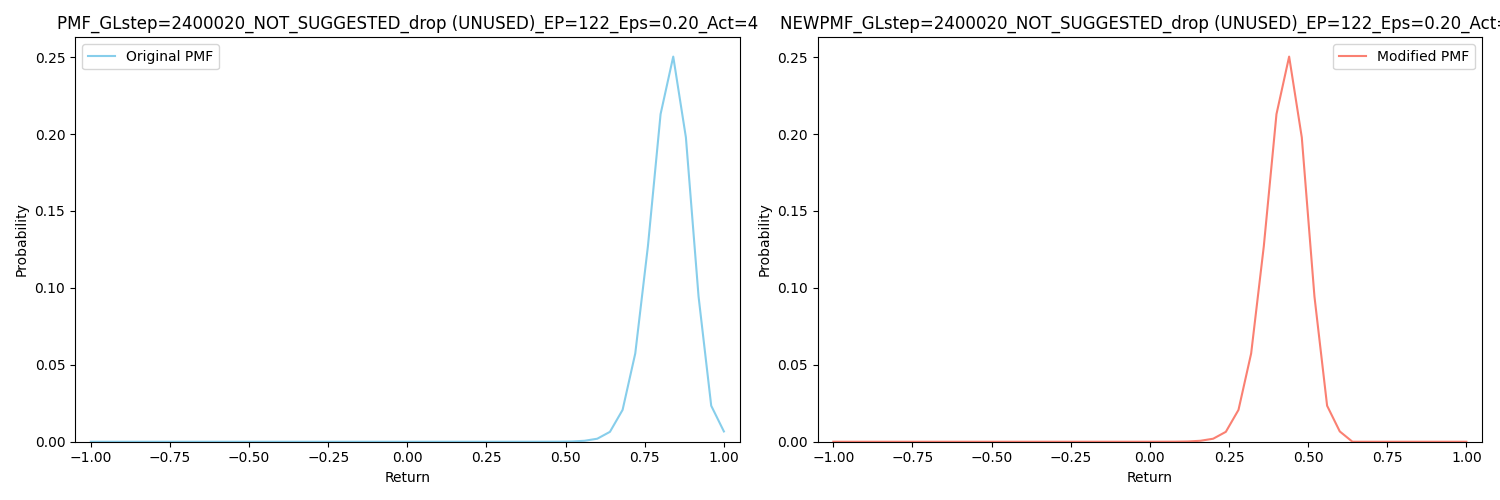 PMF_GLstep=2400020_NOT_SUGGESTED_drop (UNUSED)_EP=122_Eps=0.20_Act=4
Original PMF
0.25
0.20
0.15
0.10
0.05
0.00
Probability
−1.00 −0.75 −0.50 −0.25 0.00 0.25 0.50 0.75 1.00
Return
NEWPMF_GLstep=2400020_NOT_SUGGESTED_drop (UNUSED)_EP=122_Eps=0.20_Act=
Modified PMF
0.25
0.20
0.15
0.10
0.05
0.00
Probability
−1.00 −0.75 −0.50 −0.25 0.00 0.25 0.50 0.75 1.00
Return